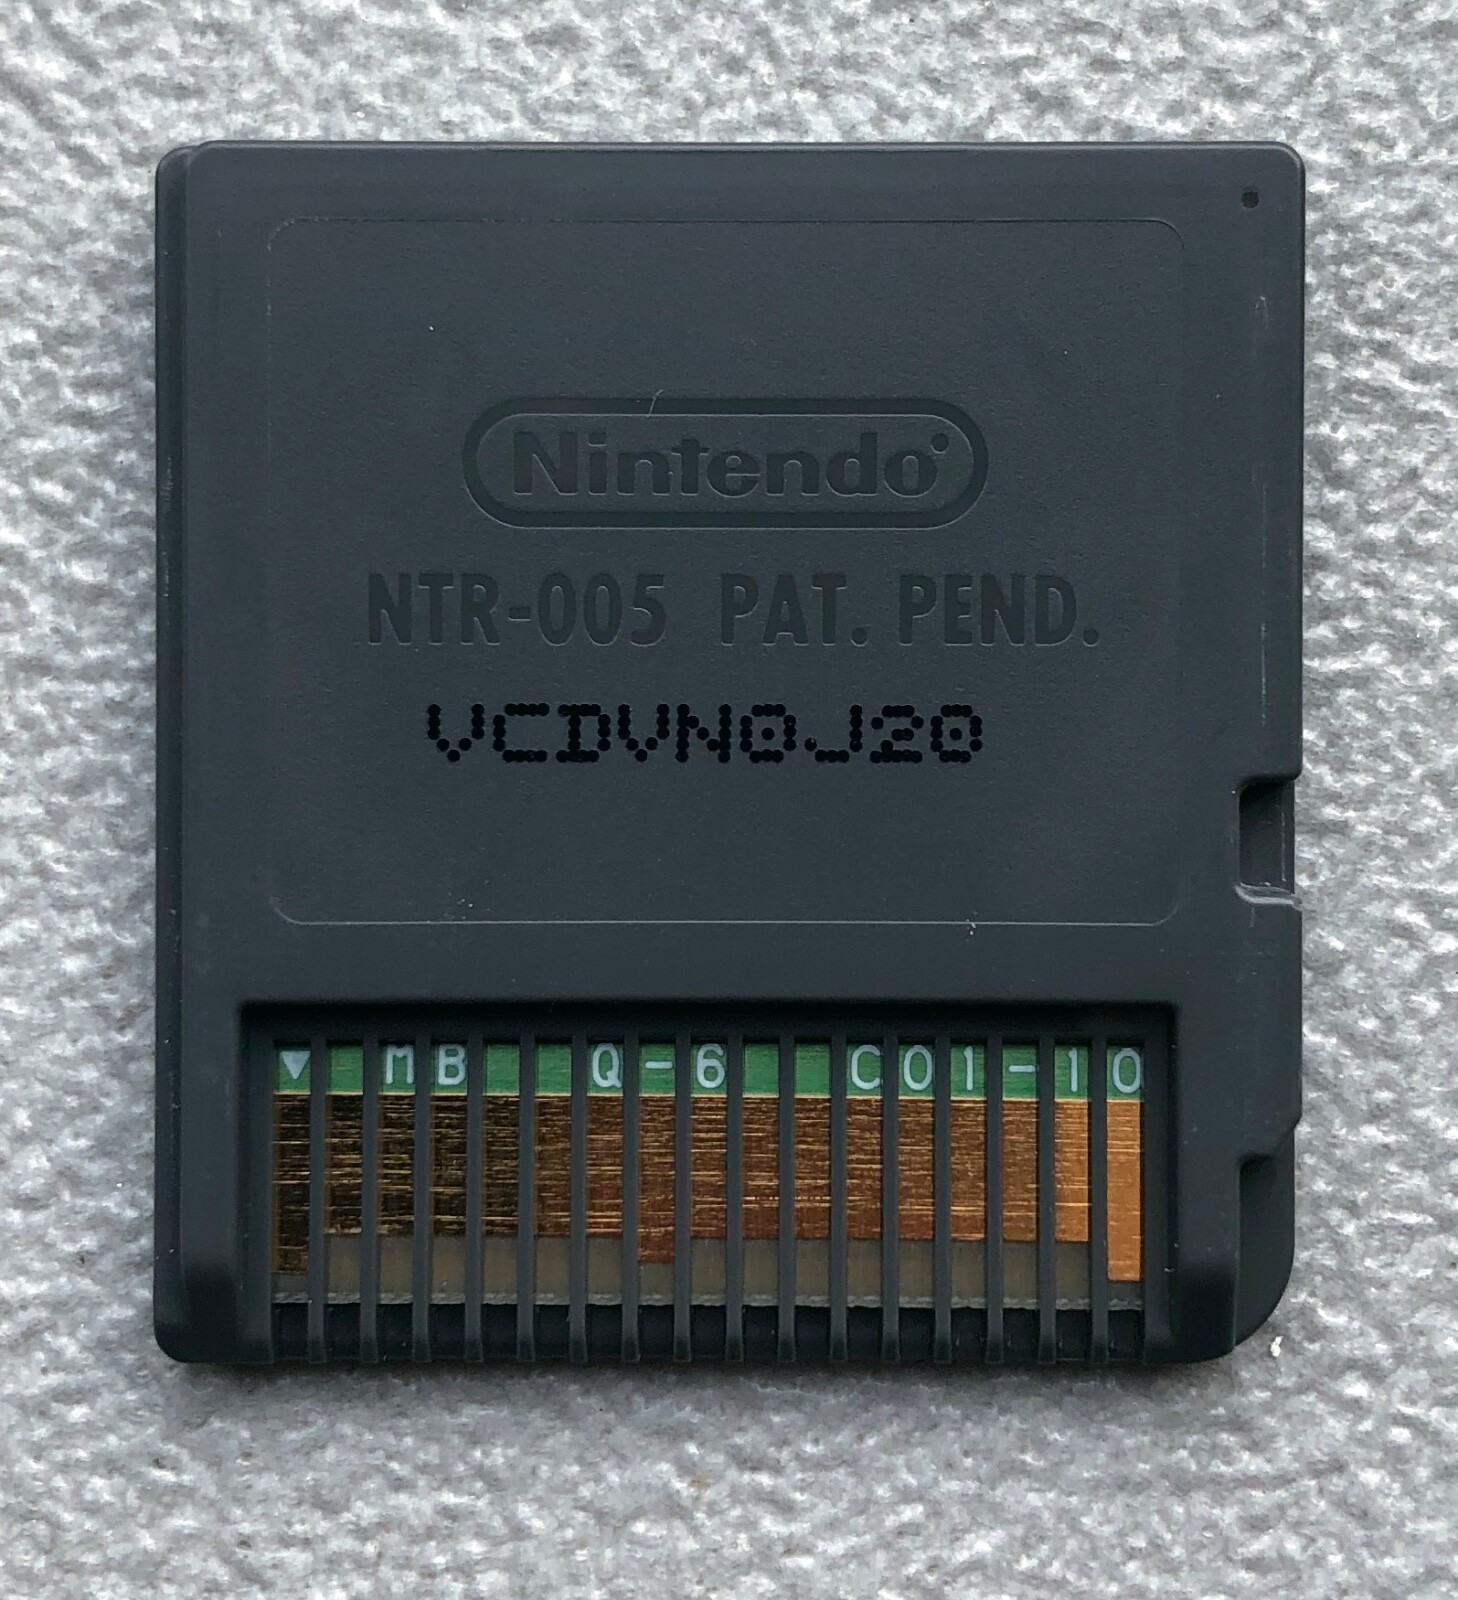 Nintendo
NTR-005 PAT. PEND.
VCDVN0J20
MB Q-6 C01-10